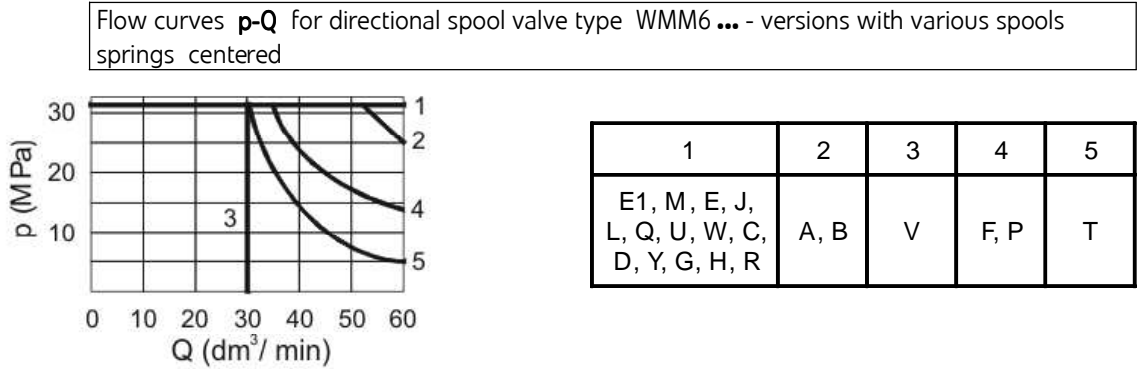 Flow curves p-Q for directional spool valve type WMM6 ... - versions with various spools
springs centered
30
20
10
p (MPa)
1
2
3
4
5
0 10 20 30 40 50 60
Q (dm³/ min)
1 2 3 4 5
E1, M, E, J,
L, Q, U, W, C,
D, Y, G, H, R
A, B
V
F, P
T